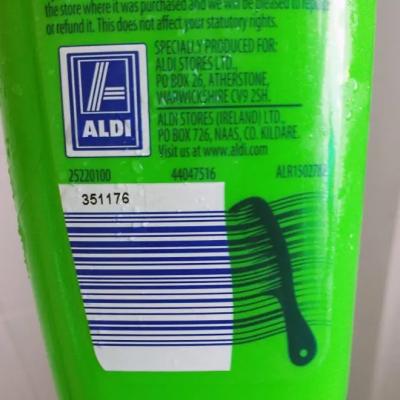 the store where it was purchased and we will be pleased to replace
or refund it. This does not affect your statutory rights.
ALDI
SPECIALLY PRODUCED FOR:
ALDI STORES LTD.,
PO BOX 26, ATHERSTONE,
WARWICKSHIRE CV9 2SH.
ALDI STORES (IRELAND) LTD.,
PO BOX 726, NAAS, CO. KILDARE.
Visit us at www.aldi.com
25220100 44047516
351176